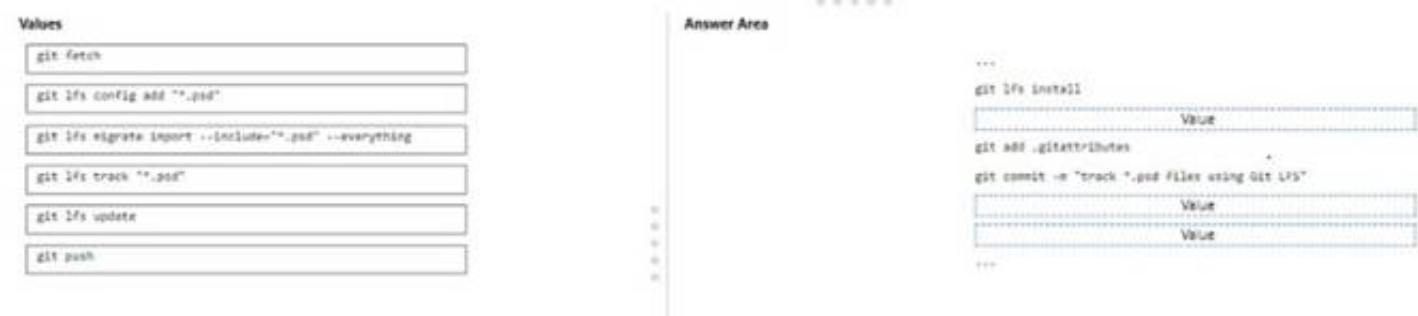 Values
git fetch
git lfs config add "*.psd"
git lfs migrate import --include="*.psd" --everything
git lfs track "*.psd"
git lfs update
git push
Answer Area
...
git lfs install
Value
git add .gitattributes
git commit -m "track *.psd files using Git LFS"
Value
Value
...